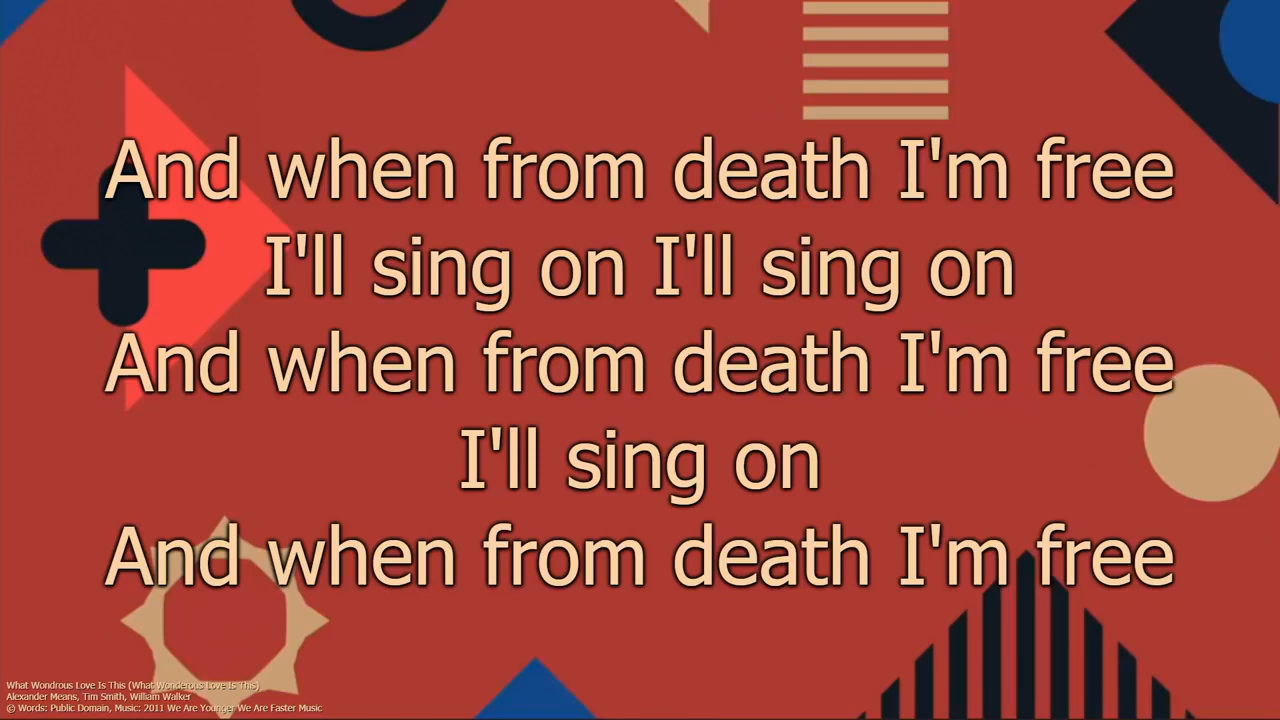 And when from death I'm free
I'll sing on I'll sing on
And when from death I'm free
I'll sing on
And when from death I'm free
What Wondrous Love Is This (What Wonderous Love Is This)
Alexander Means, Tim Smith, William Walker
© Words: Public Domain, Music: 2011 We Are Younger We Are Faster Music